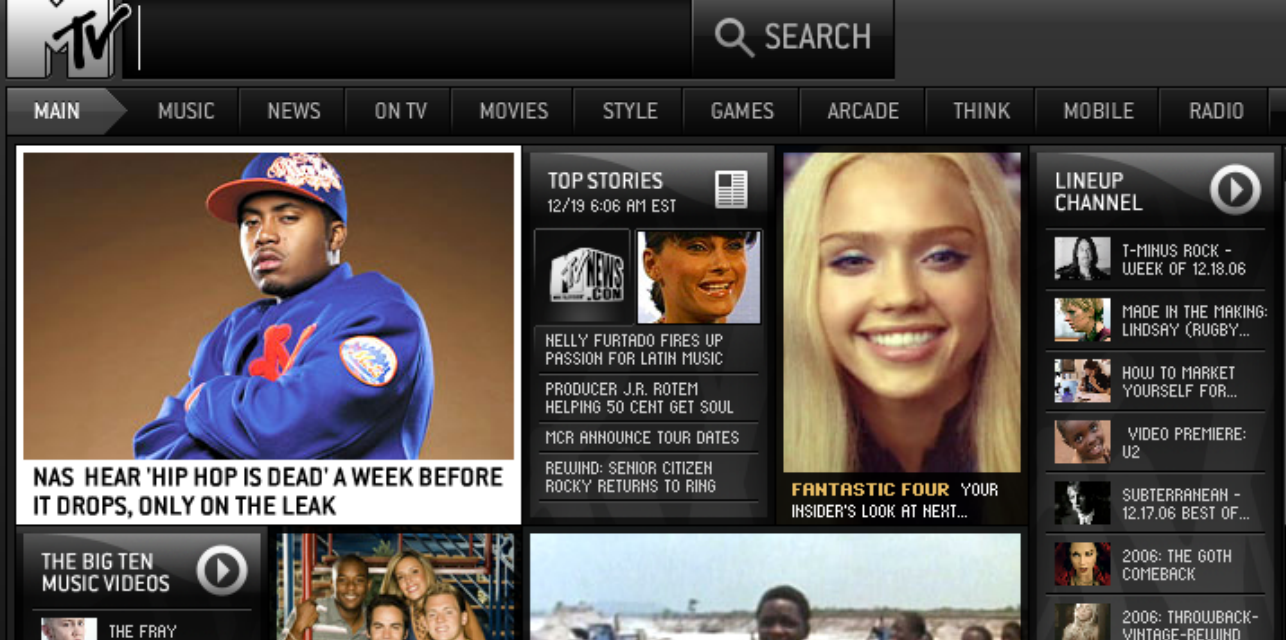 MTV
SEARCH
MAIN
MUSIC
NEWS
ON TV
MOVIES
STYLE
GAMES
ARCADE
THINK
MOBILE
RADIO
NAS HEAR 'HIP HOP IS DEAD' A WEEK BEFORE
IT DROPS, ONLY ON THE LEAK
TOP STORIES
12/19 6:06 AM EST
MTV NEWS
.COM
NELLY FURTADO FIRES UP
PASSION FOR LATIN MUSIC
PRODUCER J.R. ROTEM
HELPING 50 CENT GET SOUL
MCR ANNOUNCE TOUR DATES
REWIND: SENIOR CITIZEN
ROCKY RETURNS TO RING
FANTASTIC FOUR YOUR
INSIDER'S LOOK AT NEXT...
LINEUP
CHANNEL
T-MINUS ROCK -
WEEK OF 12.18.06
MADE IN THE MAKING:
LINDSAY (RUGBY...
HOW TO MARKET
YOURSELF FOR...
VIDEO PREMIERE:
U2
SUBTERRANEAN -
12.17.06 BEST OF...
2006: THE GOTH
COMEBACK
2006: THROWBACK-
VINTAGE-REWIND
THE BIG TEN
MUSIC VIDEOS
THE FRAY